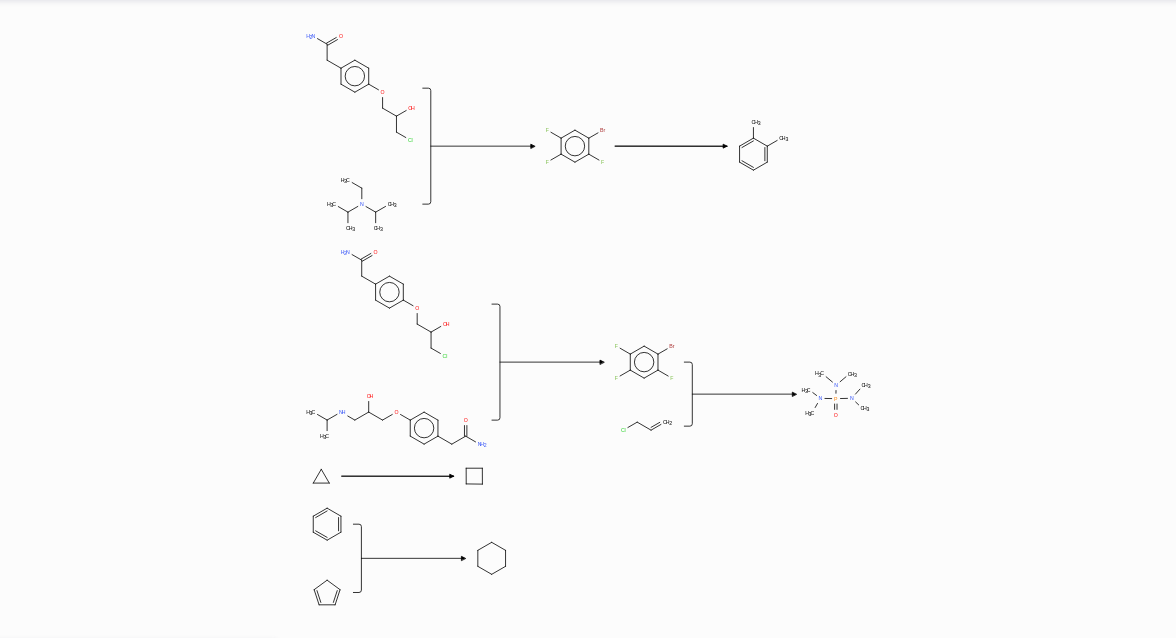 H₂N O
O
OH
Cl
F Br
F F
CH₃
CH₃
H₃C
H₃C N CH₃
CH₃ CH₃
H₂N O
O
OH
Cl
F Br
F F
Cl CH₂
H₃C CH₃
H₃C N CH₃
N P N
H₃C O CH₃
OH
H₃C NH O O
H₃C NH₂